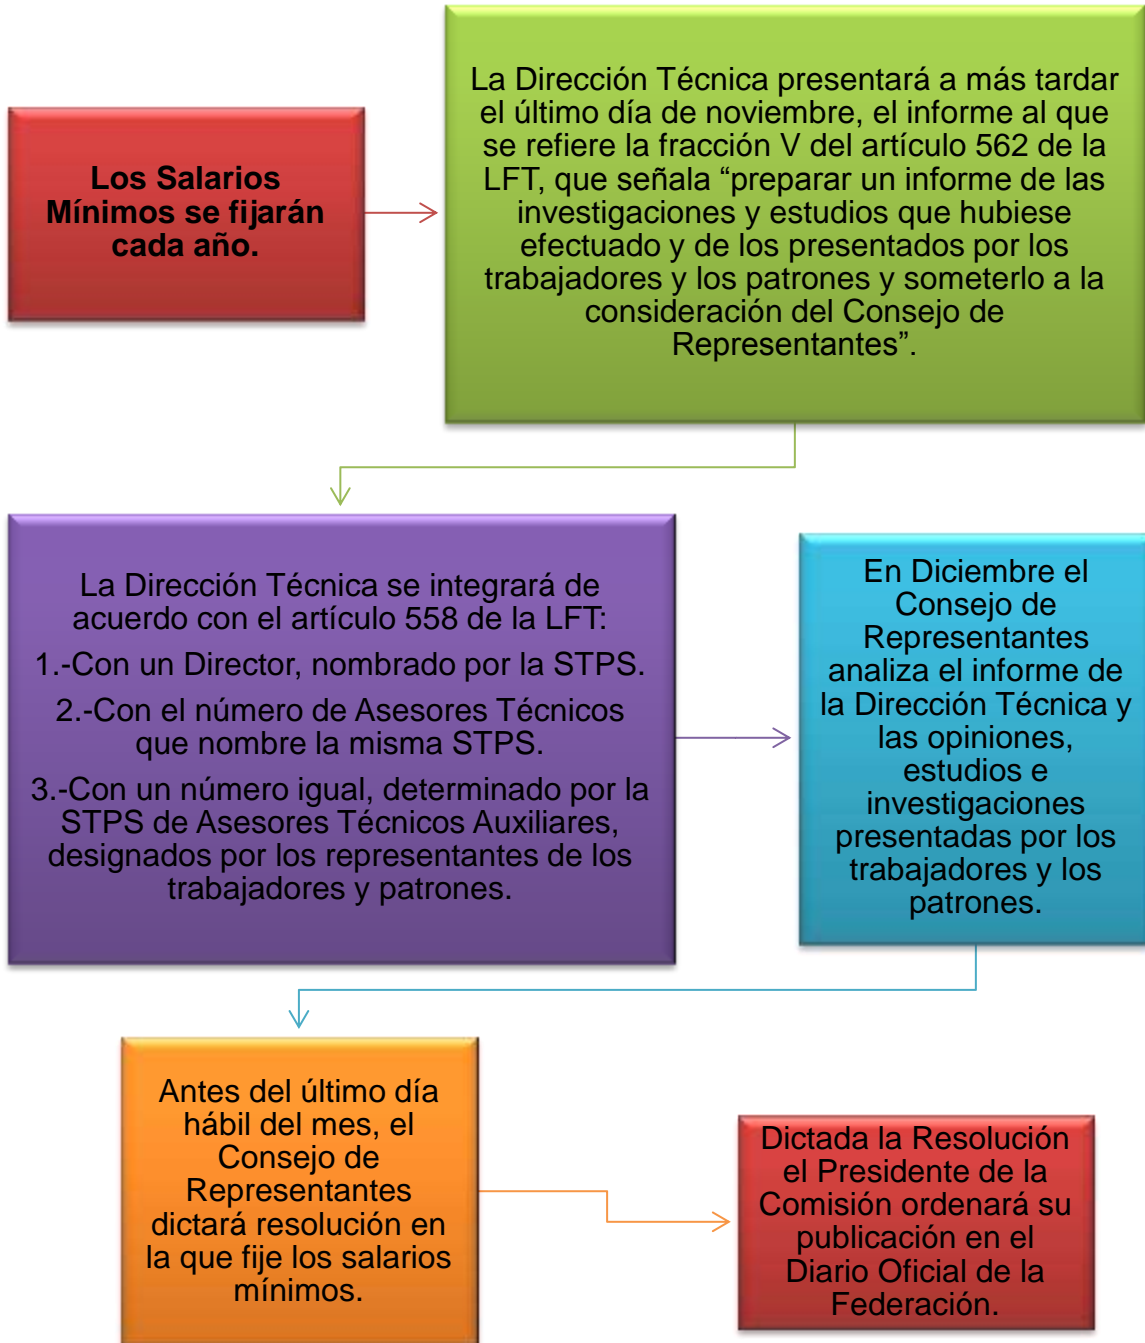 Los Salarios
Mínimos se fijarán
cada año.
La Dirección Técnica presentará a más tardar
el último día de noviembre, el informe al que
se refiere la fracción V del artículo 562 de la
LFT, que señala “preparar un informe de las
investigaciones y estudios que hubiese
efectuado y de los presentados por los
trabajadores y los patrones y someterlo a la
consideración del Consejo de
Representantes”.
La Dirección Técnica se integrará de
acuerdo con el artículo 558 de la LFT:
1.-Con un Director, nombrado por la STPS.
2.-Con el número de Asesores Técnicos
que nombre la misma STPS.
3.-Con un número igual, determinado por la
STPS de Asesores Técnicos Auxiliares,
designados por los representantes de los
trabajadores y patrones.
En Diciembre el
Consejo de
Representantes
analiza el informe de
la Dirección Técnica y
las opiniones,
estudios e
investigaciones
presentadas por los
trabajadores y los
patrones.
Antes del último día
hábil del mes, el
Consejo de
Representantes
dictará resolución en
la que fije los salarios
mínimos.
Dictada la Resolución
el Presidente de la
Comisión ordenará su
publicación en el
Diario Oficial de la
Federación.